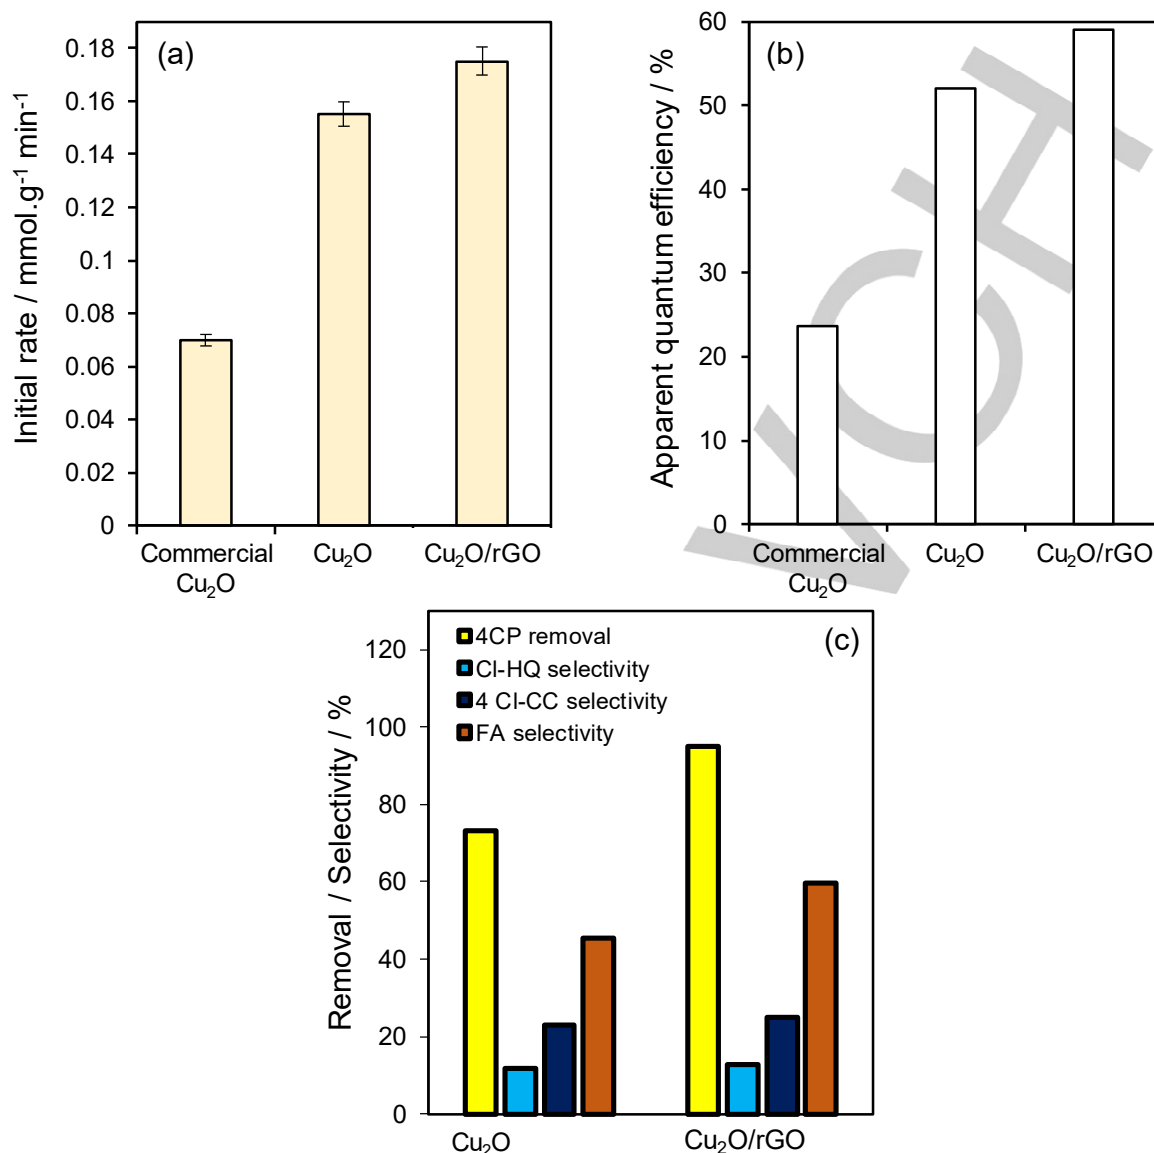 (a)
Initial rate / mmol.g⁻¹ min⁻¹
0.18
0.16
0.14
0.12
0.1
0.08
0.06
0.04
0.02
0
Commercial Cu₂O
Cu₂O
Cu₂O/rGO
(b)
Apparent quantum efficiency / %
60
50
40
30
20
10
0
Commercial Cu₂O
Cu₂O
Cu₂O/rGO
VCH
(c)
Removal / Selectivity / %
120
100
80
60
40
20
0
4CP removal
Cl-HQ selectivity
4 Cl-CC selectivity
FA selectivity
Cu₂O
Cu₂O/rGO